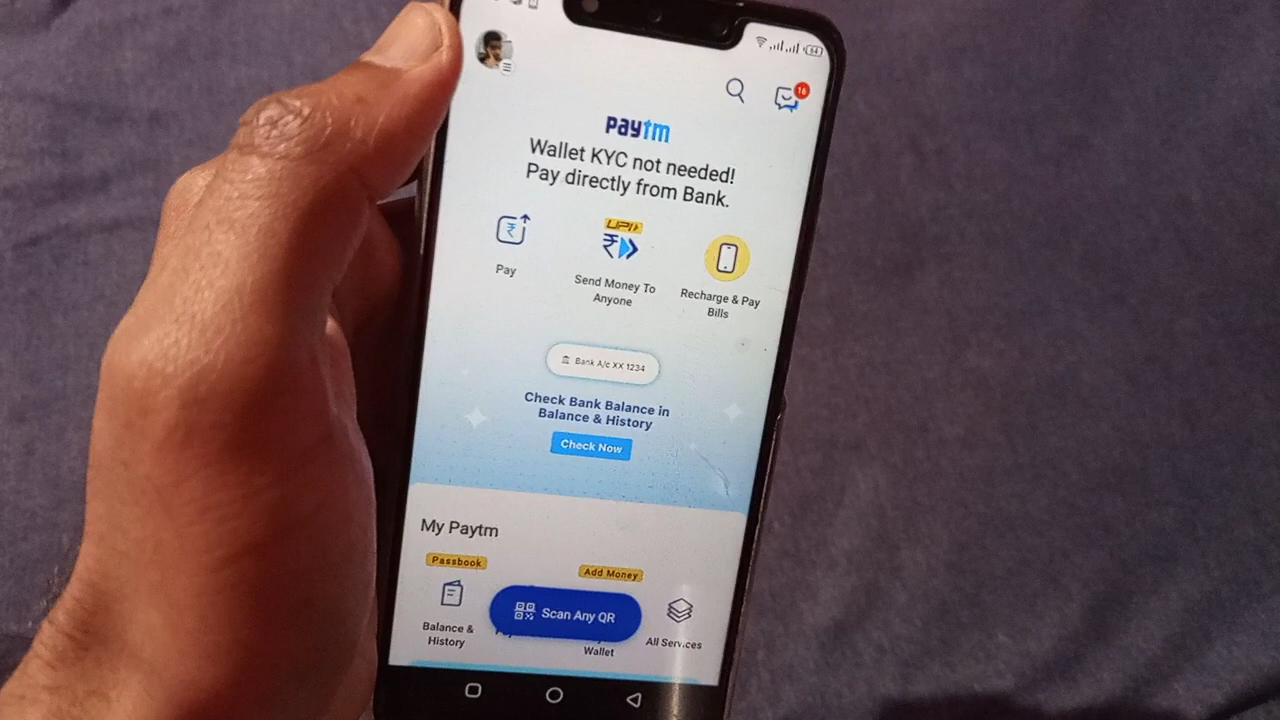 64
16
paytm
Wallet KYC not needed!
Pay directly from Bank.
UPI
Pay
Send Money To
Anyone
Recharge & Pay
Bills
Bank A/c XX 1234
Check Bank Balance in
Balance & History
Check Now
My Paytm
Passbook
Add Money
Scan Any QR
Balance &
History
Wallet
All Services